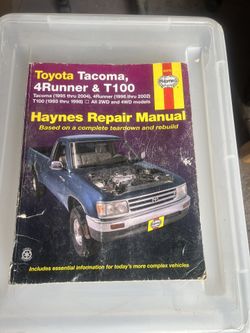 Toyota Tacoma,
4Runner & T100
Tacoma (1995 thru 2004), 4Runner (1996 thru 2002)
T100 (1993 thru 1998) □ All 2WD and 4WD models
Haynes
Haynes Repair Manual
Based on a complete teardown and rebuild
Includes essential information for today's more complex vehicles